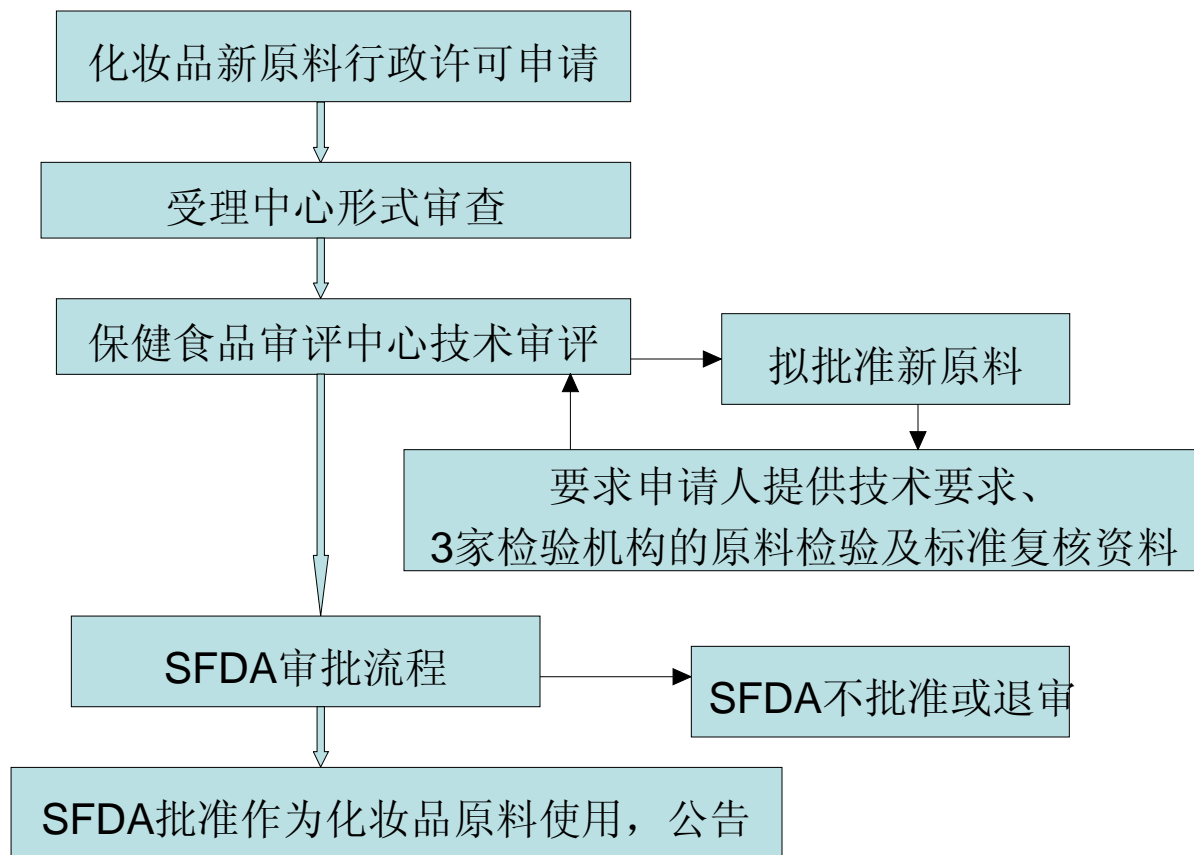 化妆品新原料行政许可申请
受理中心形式审查
保健食品审评中心技术审评
拟批准新原料
要求申请人提供技术要求、
3家检验机构的原料检验及标准复核资料
SFDA审批流程
SFDA不批准或退审
SFDA批准作为化妆品原料使用，公告